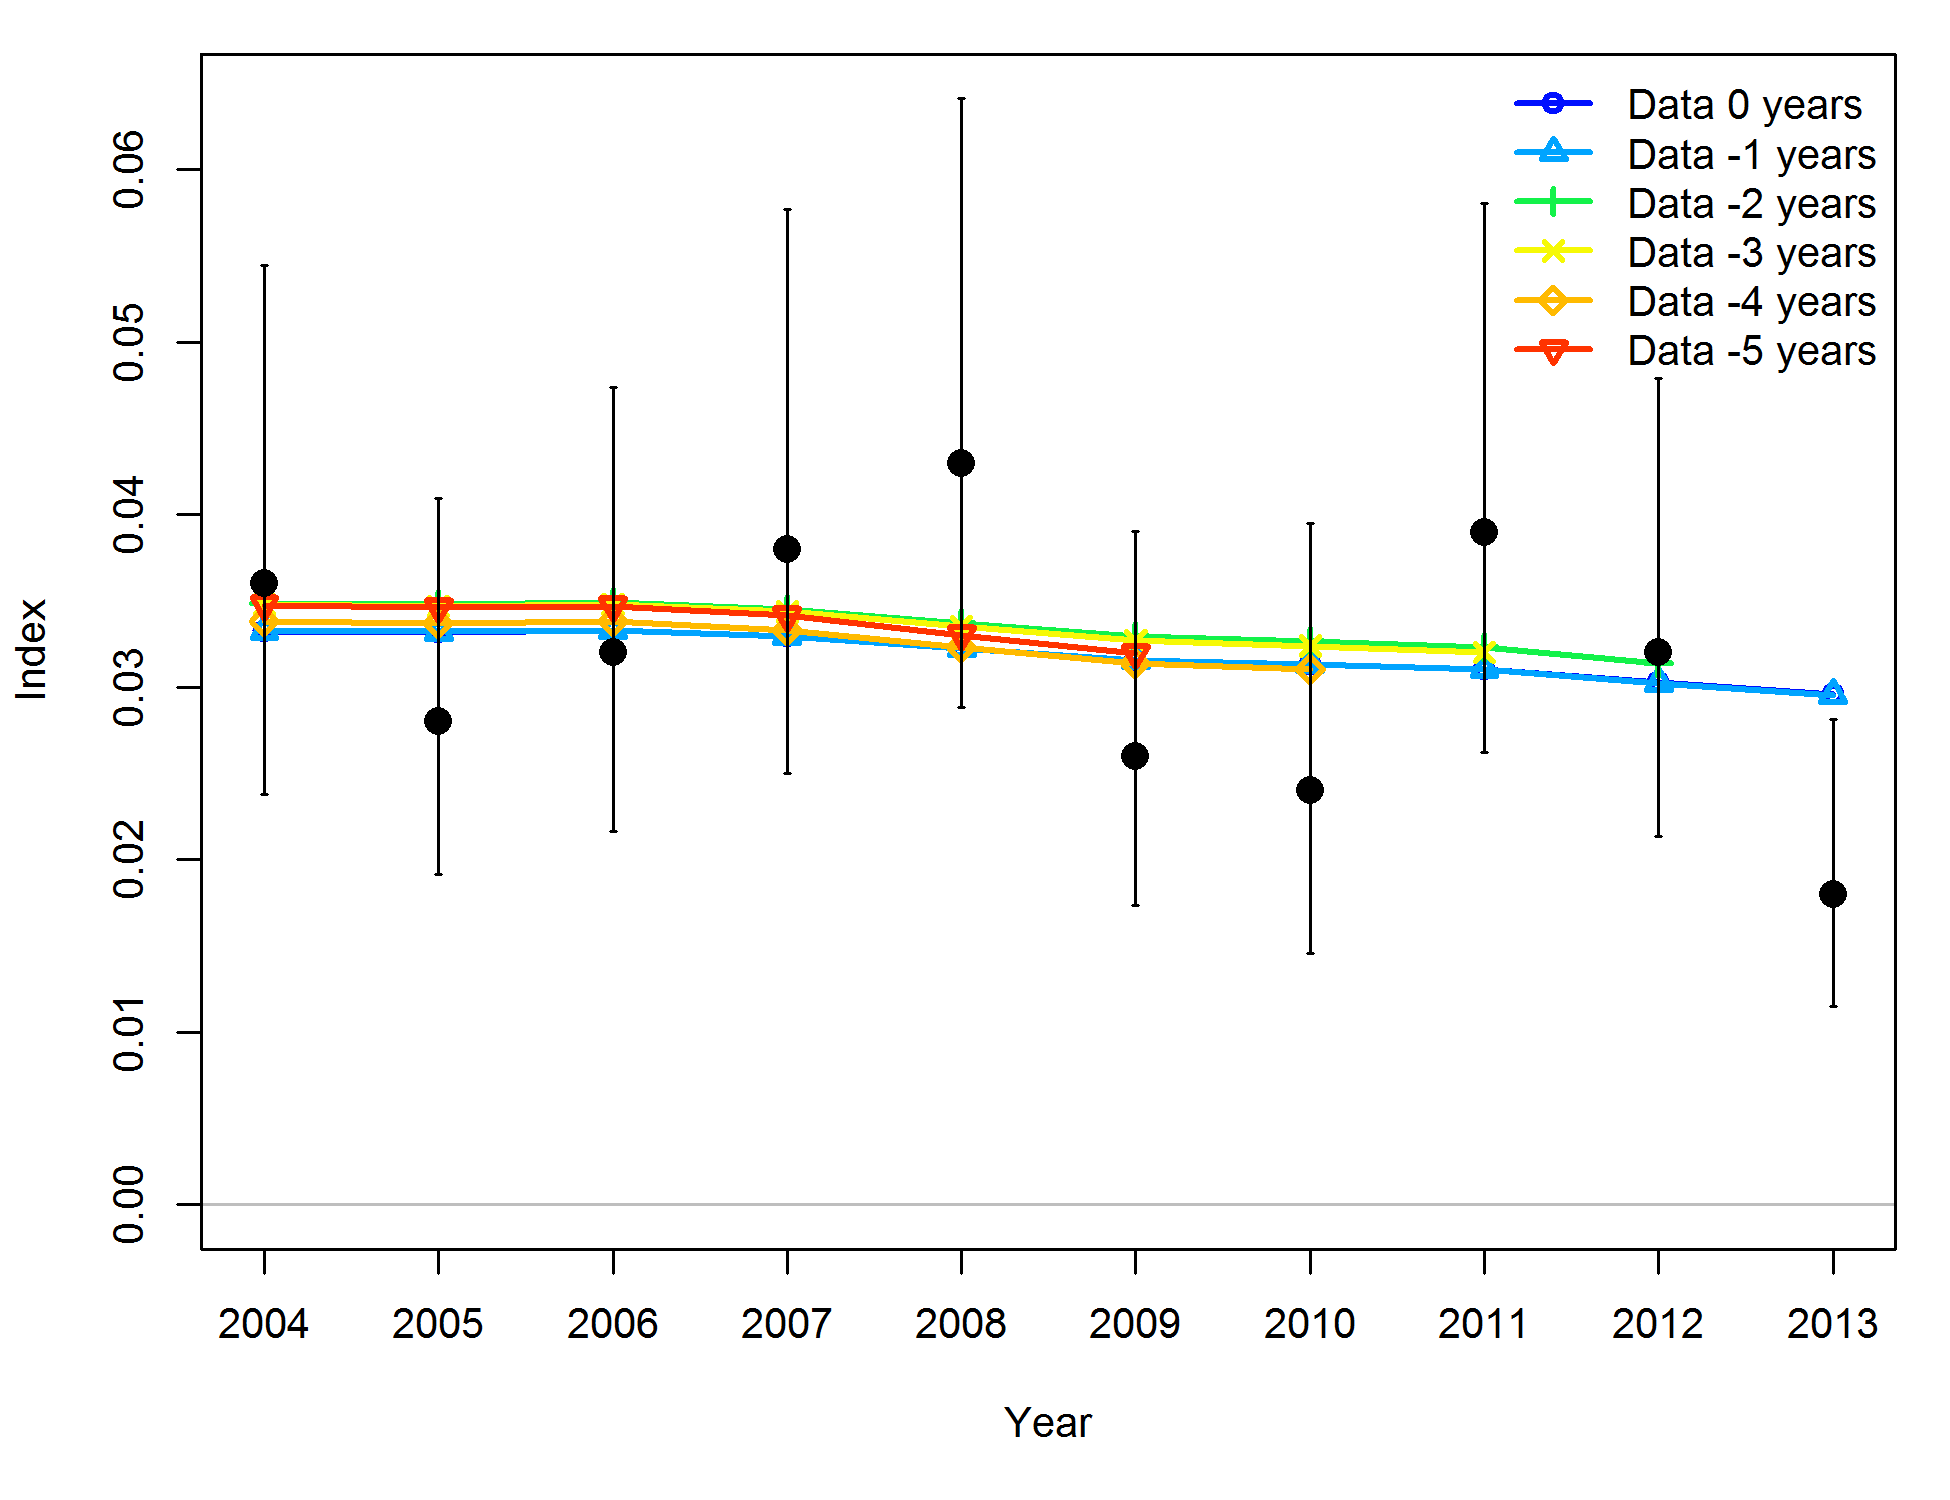 Data 0 years
Data -1 years
Data -2 years
Data -3 years
Data -4 years
Data -5 years
0.06
0.05
0.04
0.03
0.02
0.01
0.00
Index
2004 2005 2006 2007 2008 2009 2010 2011 2012 2013
Year